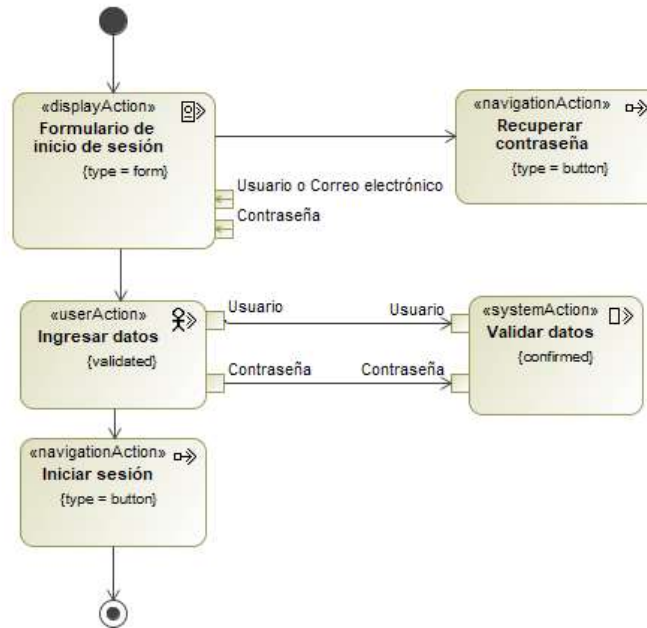 «displayAction»
Formulario de
inicio de sesión
{type = form}
«navigationAction»
Recuperar
contraseña
{type = button}
Usuario o Correo electrónico
Contraseña
«userAction»
Ingresar datos
{validated}
Usuario
Usuario
Contraseña
Contraseña
«systemAction»
Validar datos
{confirmed}
«navigationAction»
Iniciar sesión
{type = button}